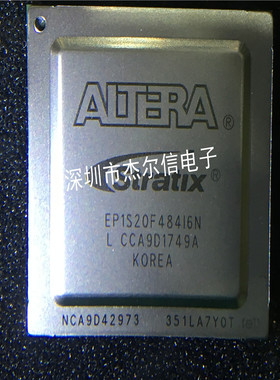 ALTERA®
深圳市杰尔信电子
Stratix®
EP1S20F484I6N
L CCA9D1749A
KOREA
NCA9D42973 351LA7Y0T